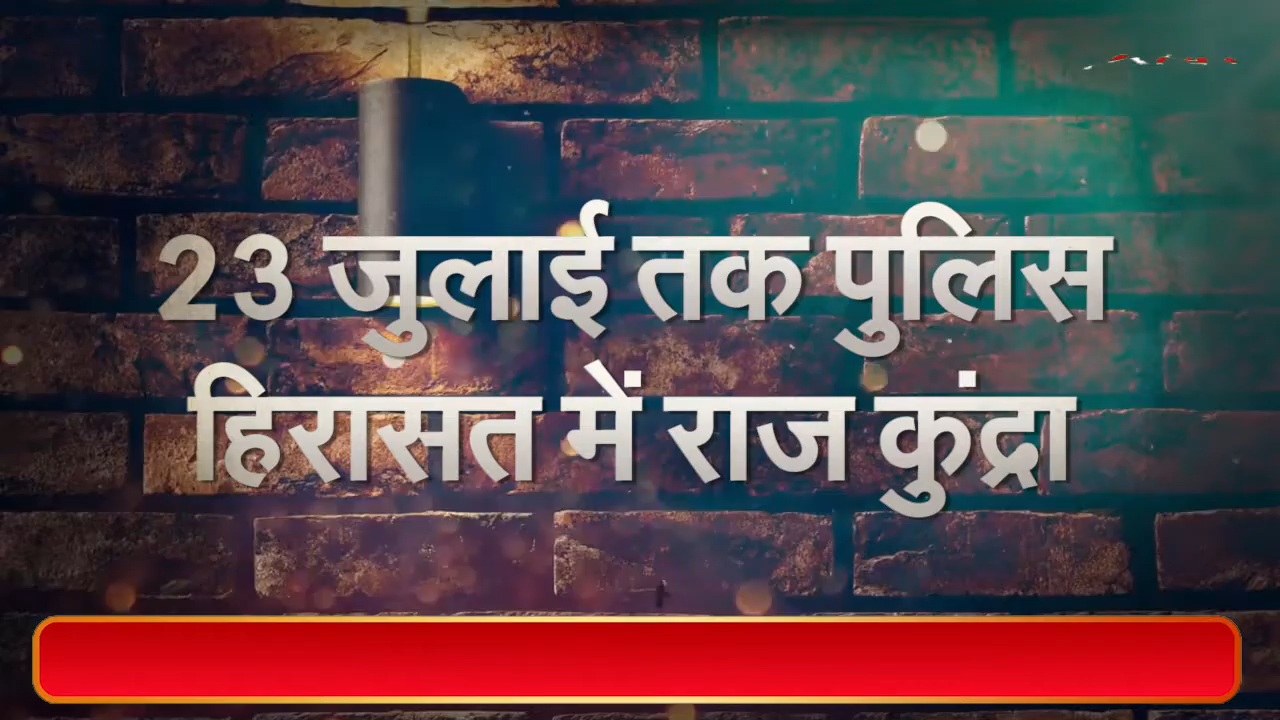 23 जुलाई तक पुलिस
हिरासत में राज कुंद्रा